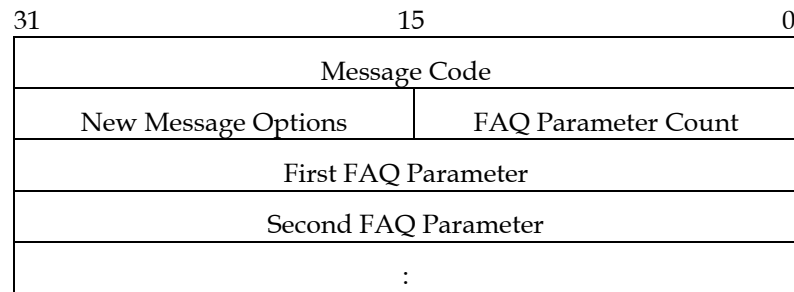 31 15 0
Message Code
New Message Options FAQ Parameter Count
First FAQ Parameter
Second FAQ Parameter
: